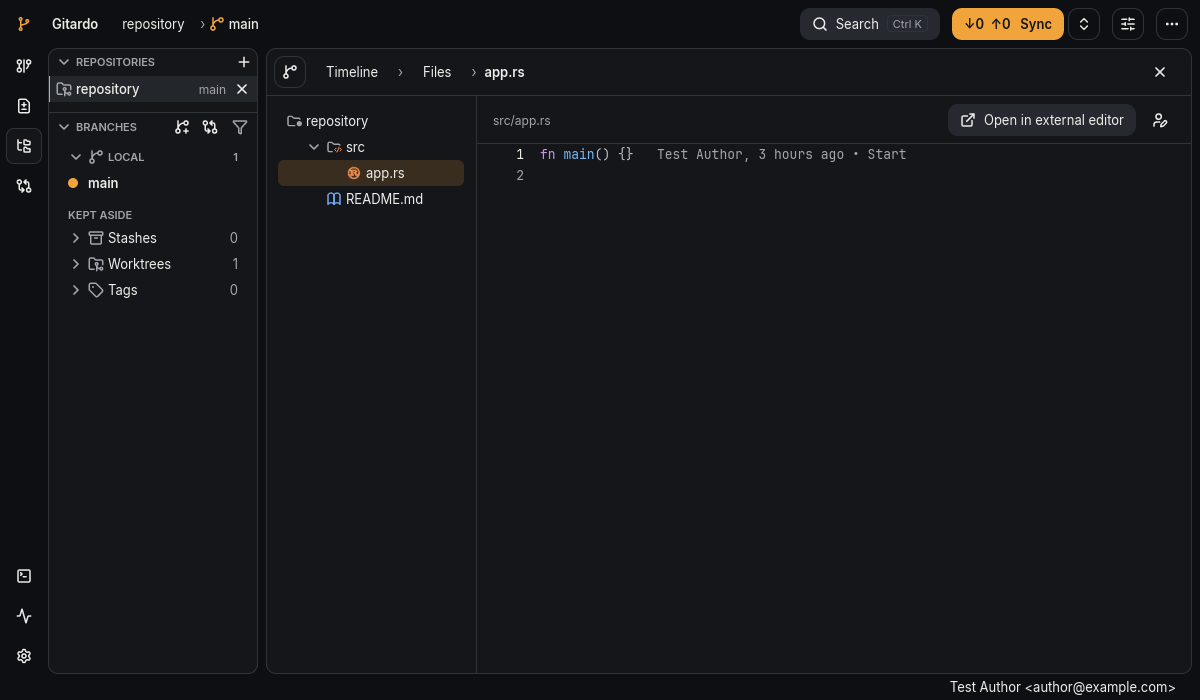 Gitardo repository › main Search Ctrl K ↓0 ↑0 Sync
REPOSITORIES
repository main
BRANCHES
LOCAL 1
main
KEPT ASIDE
Stashes 0
Worktrees 1
Tags 0
Timeline › Files › app.rs
repository
src
app.rs
README.md
src/app.rs Open in external editor
1 fn main() {} Test Author, 3 hours ago • Start
2
Test Author <author@example.com>